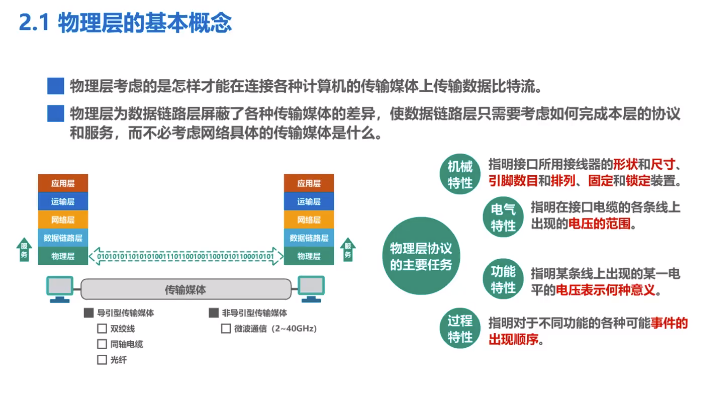 2.1 物理层的基本概念
物理层考虑的是怎样才能在连接各种计算机的传输媒体上传输数据比特流。
物理层为数据链路层屏蔽了各种传输媒体的差异，使数据链路层只需要考虑如何完成本层的协议
和服务，而不必考虑网络具体的传输媒体是什么。
应用层
运输层
网络层
数据链路层
物理层
服务
应用层
运输层
网络层
数据链路层
物理层
服务
传输媒体
导引型传输媒体
双绞线
同轴电缆
光纤
非导引型传输媒体
微波通信（2~40GHz）
物理层协议
的主要任务
机械
特性
指明接口所用接线器的形状和尺寸、
引脚数目和排列、固定和锁定装置。
电气
特性
指明在接口电缆的各条线上
出现的电压的范围。
功能
特性
指明某条线上出现的某一电
平的电压表示何种意义。
过程
特性
指明对于不同功能的各种可能事件的
出现顺序。